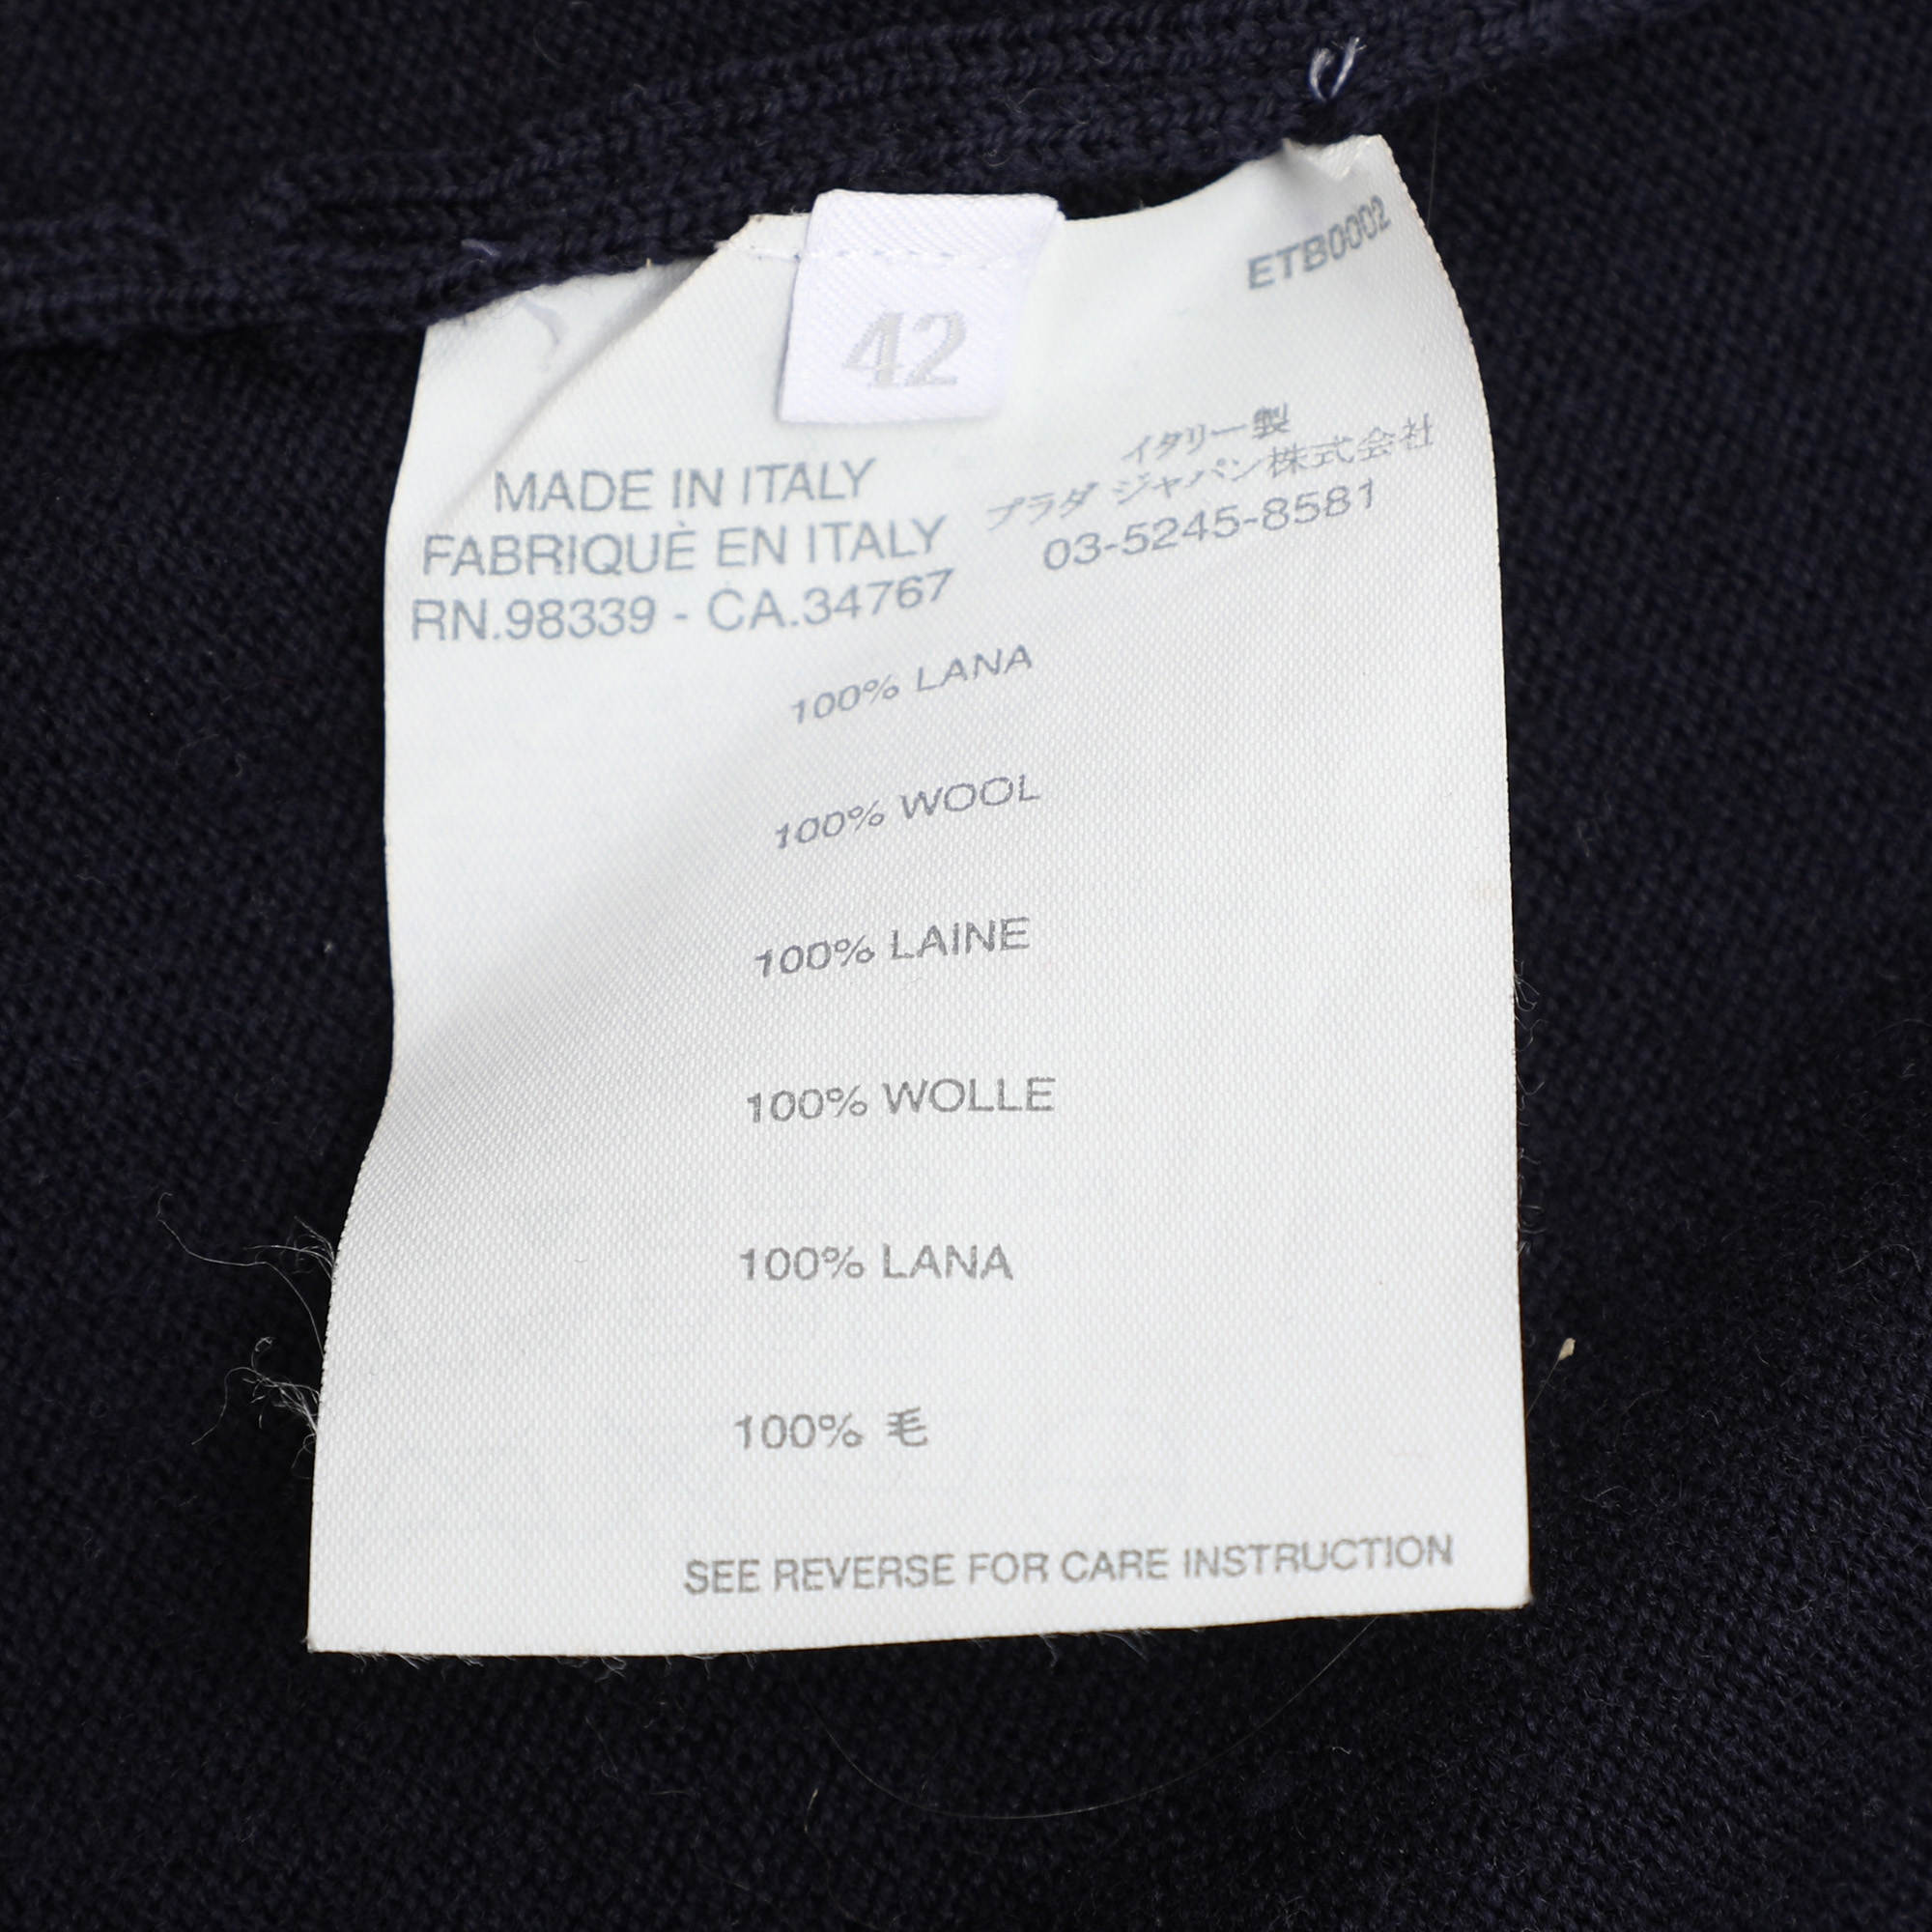 ETB0002
42
MADE IN ITALY
FABRIQUÈ EN ITALY
RN.98339 - CA.34767
イタリー製
プラダ ジャパン株式会社
03-5245-8581
100% LANA
100% WOOL
100% LAINE
100% WOLLE
100% LANA
100% 毛
SEE REVERSE FOR CARE INSTRUCTION